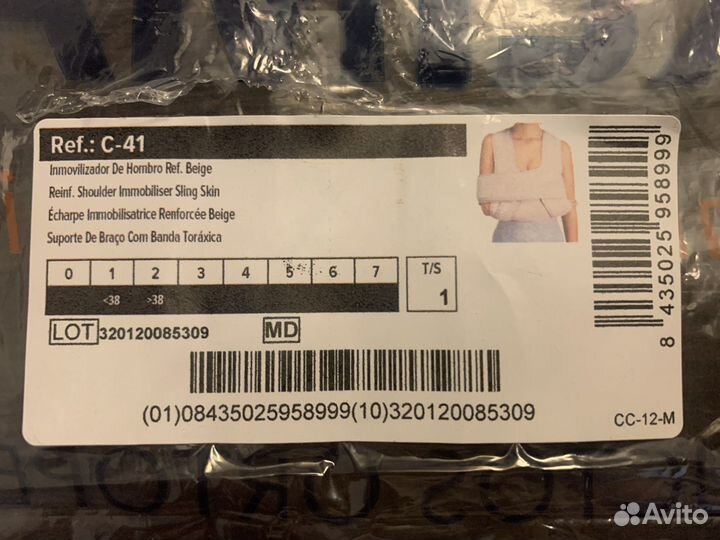 Ref.: C-41
Inmovilizador De Hombro Ref. Beige
Reinf. Shoulder Immobiliser Sling Skin
Écharpe Immobilisatrice Renforcée Beige
Suporte De Braço Com Banda Toráxica
0 1 2 3 4 5 6 7 T/S
<38 >38 1
LOT 320120085309 MD
(01)08435025958999(10)320120085309
8 435025 958999
CC-12-M
Avito